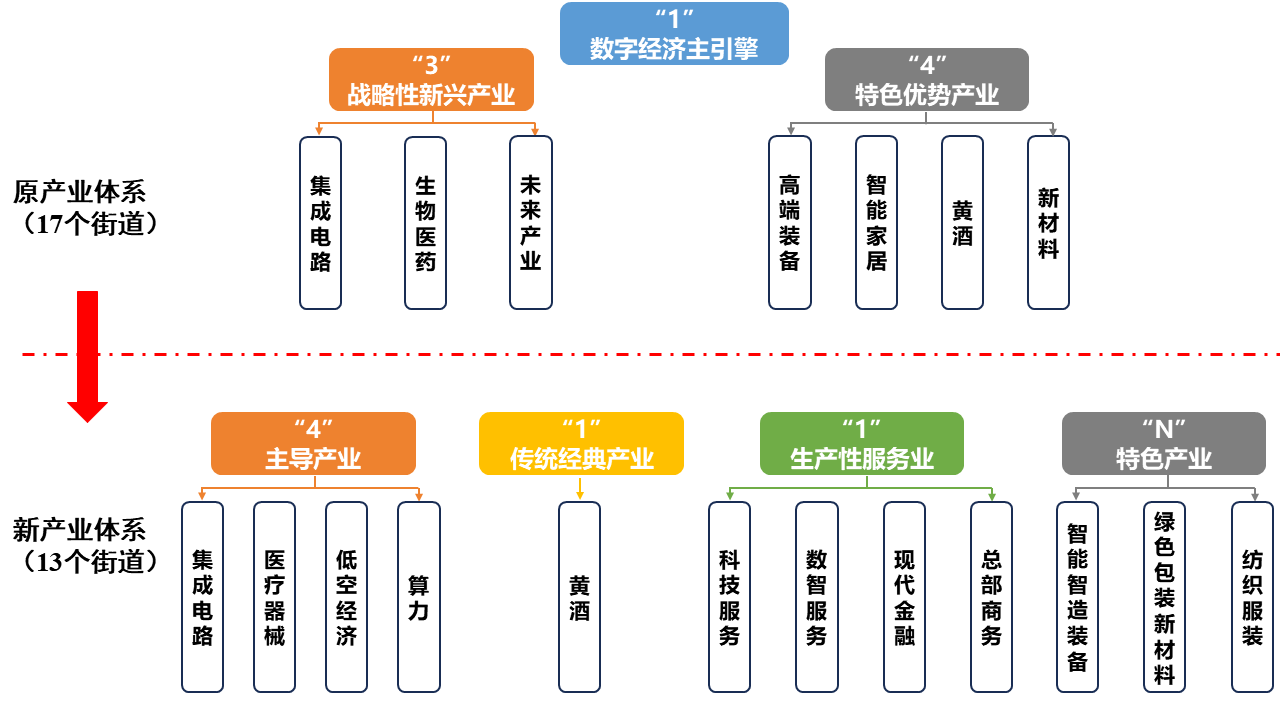 “1”
数字经济主引擎
“3”
战略性新兴产业
“4”
特色优势产业
原产业体系
（17个街道）
集成电路
生物医药
未来产业
高端装备
智能家居
黄酒
新材料
“4”
主导产业
“1”
传统经典产业
“1”
生产性服务业
“N”
特色产业
新产业体系
（13个街道）
集成电路
医疗器械
低空经济
算力
黄酒
科技服务
数智服务
现代金融
总部商务
智能智造装备
绿色包装新材料
纺织服装